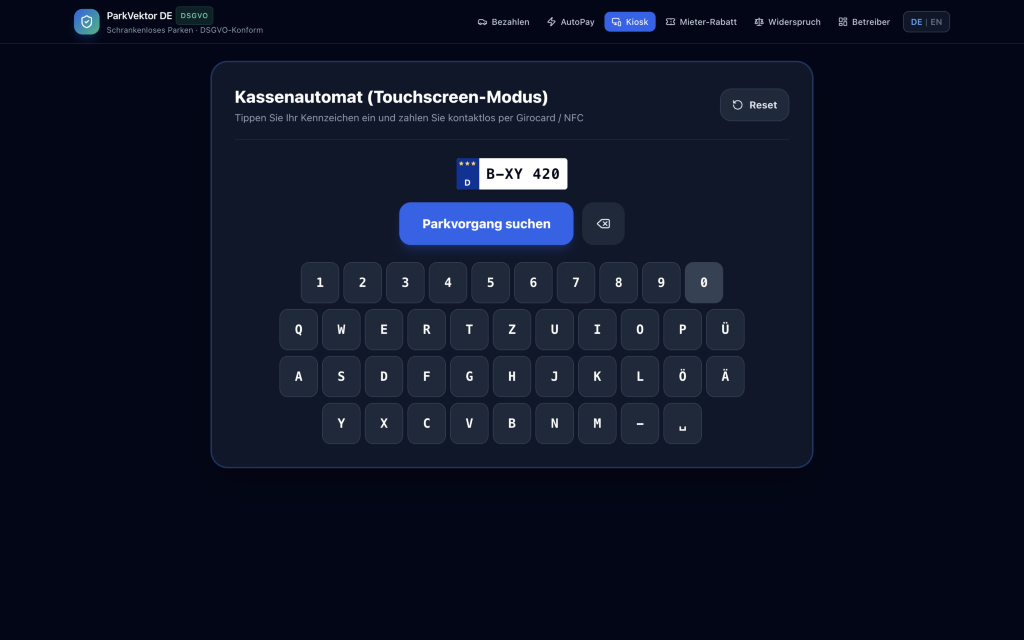 ParkVektor DE DSGVO
Schrankenloses Parken · DSGVO-Konform
Bezahlen AutoPay Kiosk Mieter-Rabatt Widerspruch Betreiber DE | EN
Kassenautomat (Touchscreen-Modus)
Tippen Sie Ihr Kennzeichen ein und zahlen Sie kontaktlos per Girocard / NFC
Reset
D B-XY 420
Parkvorgang suchen
1 2 3 4 5 6 7 8 9 0
Q W E R T Z U I O P Ü
A S D F G H J K L Ö Ä
Y X C V B N M - ␣